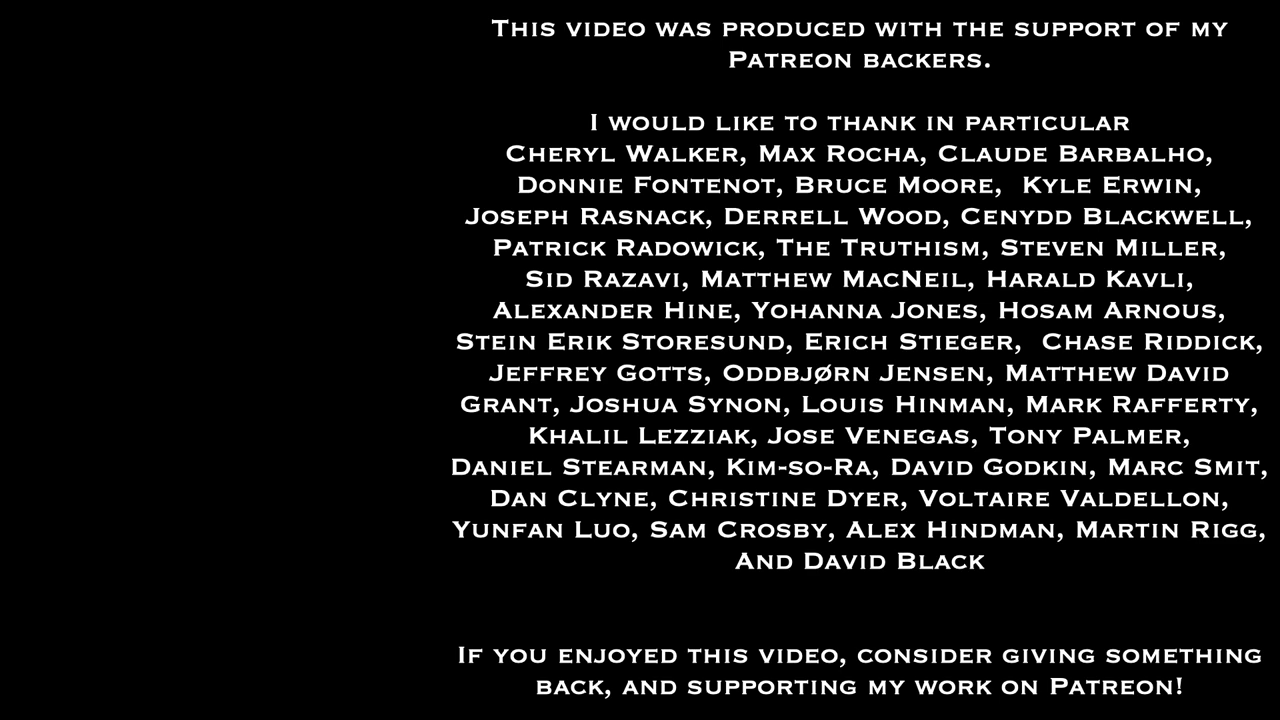 This video was produced with the support of my
Patreon backers.
I would like to thank in particular
Cheryl Walker, Max Rocha, Claude Barbalho,
Donnie Fontenot, Bruce Moore,  Kyle Erwin,
Joseph Rasnack, Derrell Wood, Cenydd Blackwell,
Patrick Radowick, The Truthism, Steven Miller,
Sid Razavi, Matthew MacNeil, Harald Kavli,
Alexander Hine, Yohanna Jones, Hosam Arnous,
Stein Erik Storesund, Erich Stieger,  Chase Riddick,
Jeffrey Gotts, Oddbjørn Jensen, Matthew David
Grant, Joshua Synon, Louis Hinman, Mark Rafferty,
Khalil Lezziak, Jose Venegas, Tony Palmer,
Daniel Stearman, Kim-so-Ra, David Godkin, Marc Smit,
Dan Clyne, Christine Dyer, Voltaire Valdellon,
Yunfan Luo, Sam Crosby, Alex Hindman, Martin Rigg,
And David Black
If you enjoyed this video, consider giving something
back, and supporting my work on Patreon!